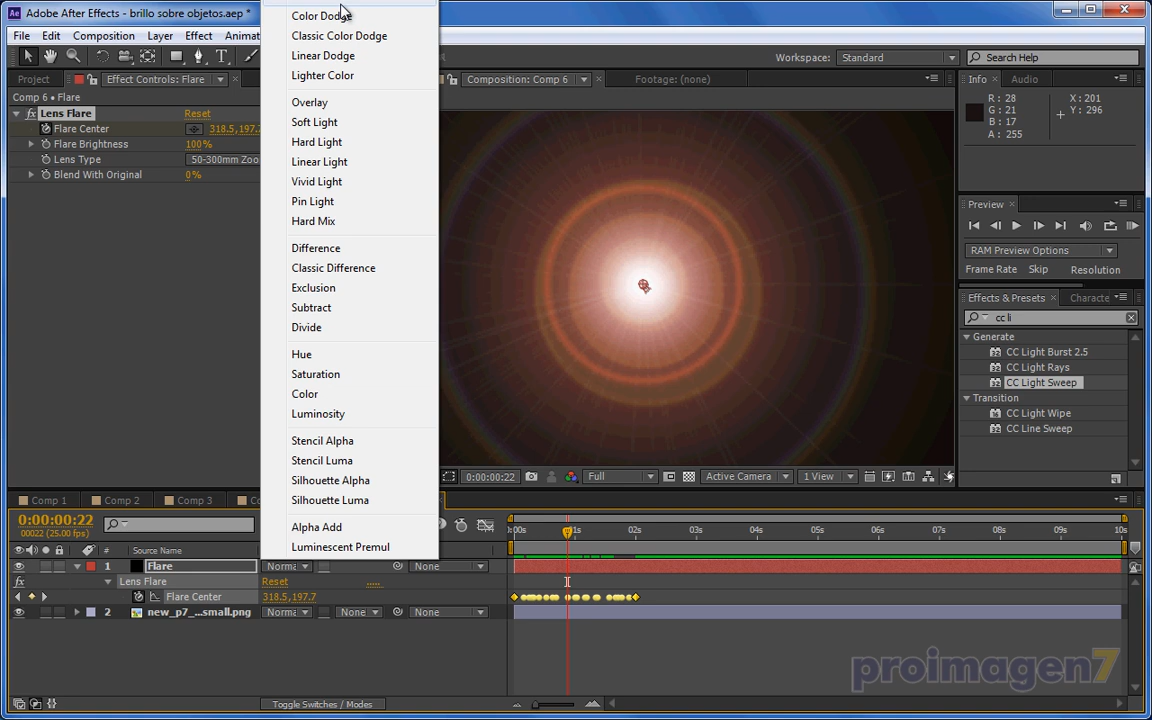 Adobe After Effects - brillo sobre objetos.aep *
File Edit Composition Layer Effect Animat
Workspace: Standard
Search Help
Project
Effect Controls: Flare
Composition: Comp 6
Footage: (none)
Info
Audio
Comp 6 • Flare
Lens Flare
Reset
Flare Center
318.5,197.7
Flare Brightness
100%
Lens Type
50-300mm Zoo
Blend With Original
0%
Color Dodge
Classic Color Dodge
Linear Dodge
Lighter Color
Overlay
Soft Light
Hard Light
Linear Light
Vivid Light
Pin Light
Hard Mix
Difference
Classic Difference
Exclusion
Subtract
Divide
Hue
Saturation
Color
Luminosity
Stencil Alpha
Stencil Luma
Silhouette Alpha
Silhouette Luma
Alpha Add
Luminescent Premul
R: 28
G: 21
B: 17
A: 255
X: 201
Y: 296
Preview
RAM Preview Options
Frame Rate Skip Resolution
Effects & Presets
Characte
cc li
Generate
CC Light Burst 2.5
CC Light Rays
CC Light Sweep
Transition
CC Light Wipe
CC Line Sweep
0:00:00:22
Full
Active Camera
1 View
Comp 1
Comp 2
Comp 3
Co
0:00:00:22
00022 (25.00 fps)
# Source Name
:00s 01s 02s 03s 04s 05s 06s 07s 08s 09s 10s
1 Flare Norma None
Lens Flare Reset
Flare Center 318.5,197.7
2 new_p7_...small.png Norma None None
Toggle Switches / Modes
proimagen7